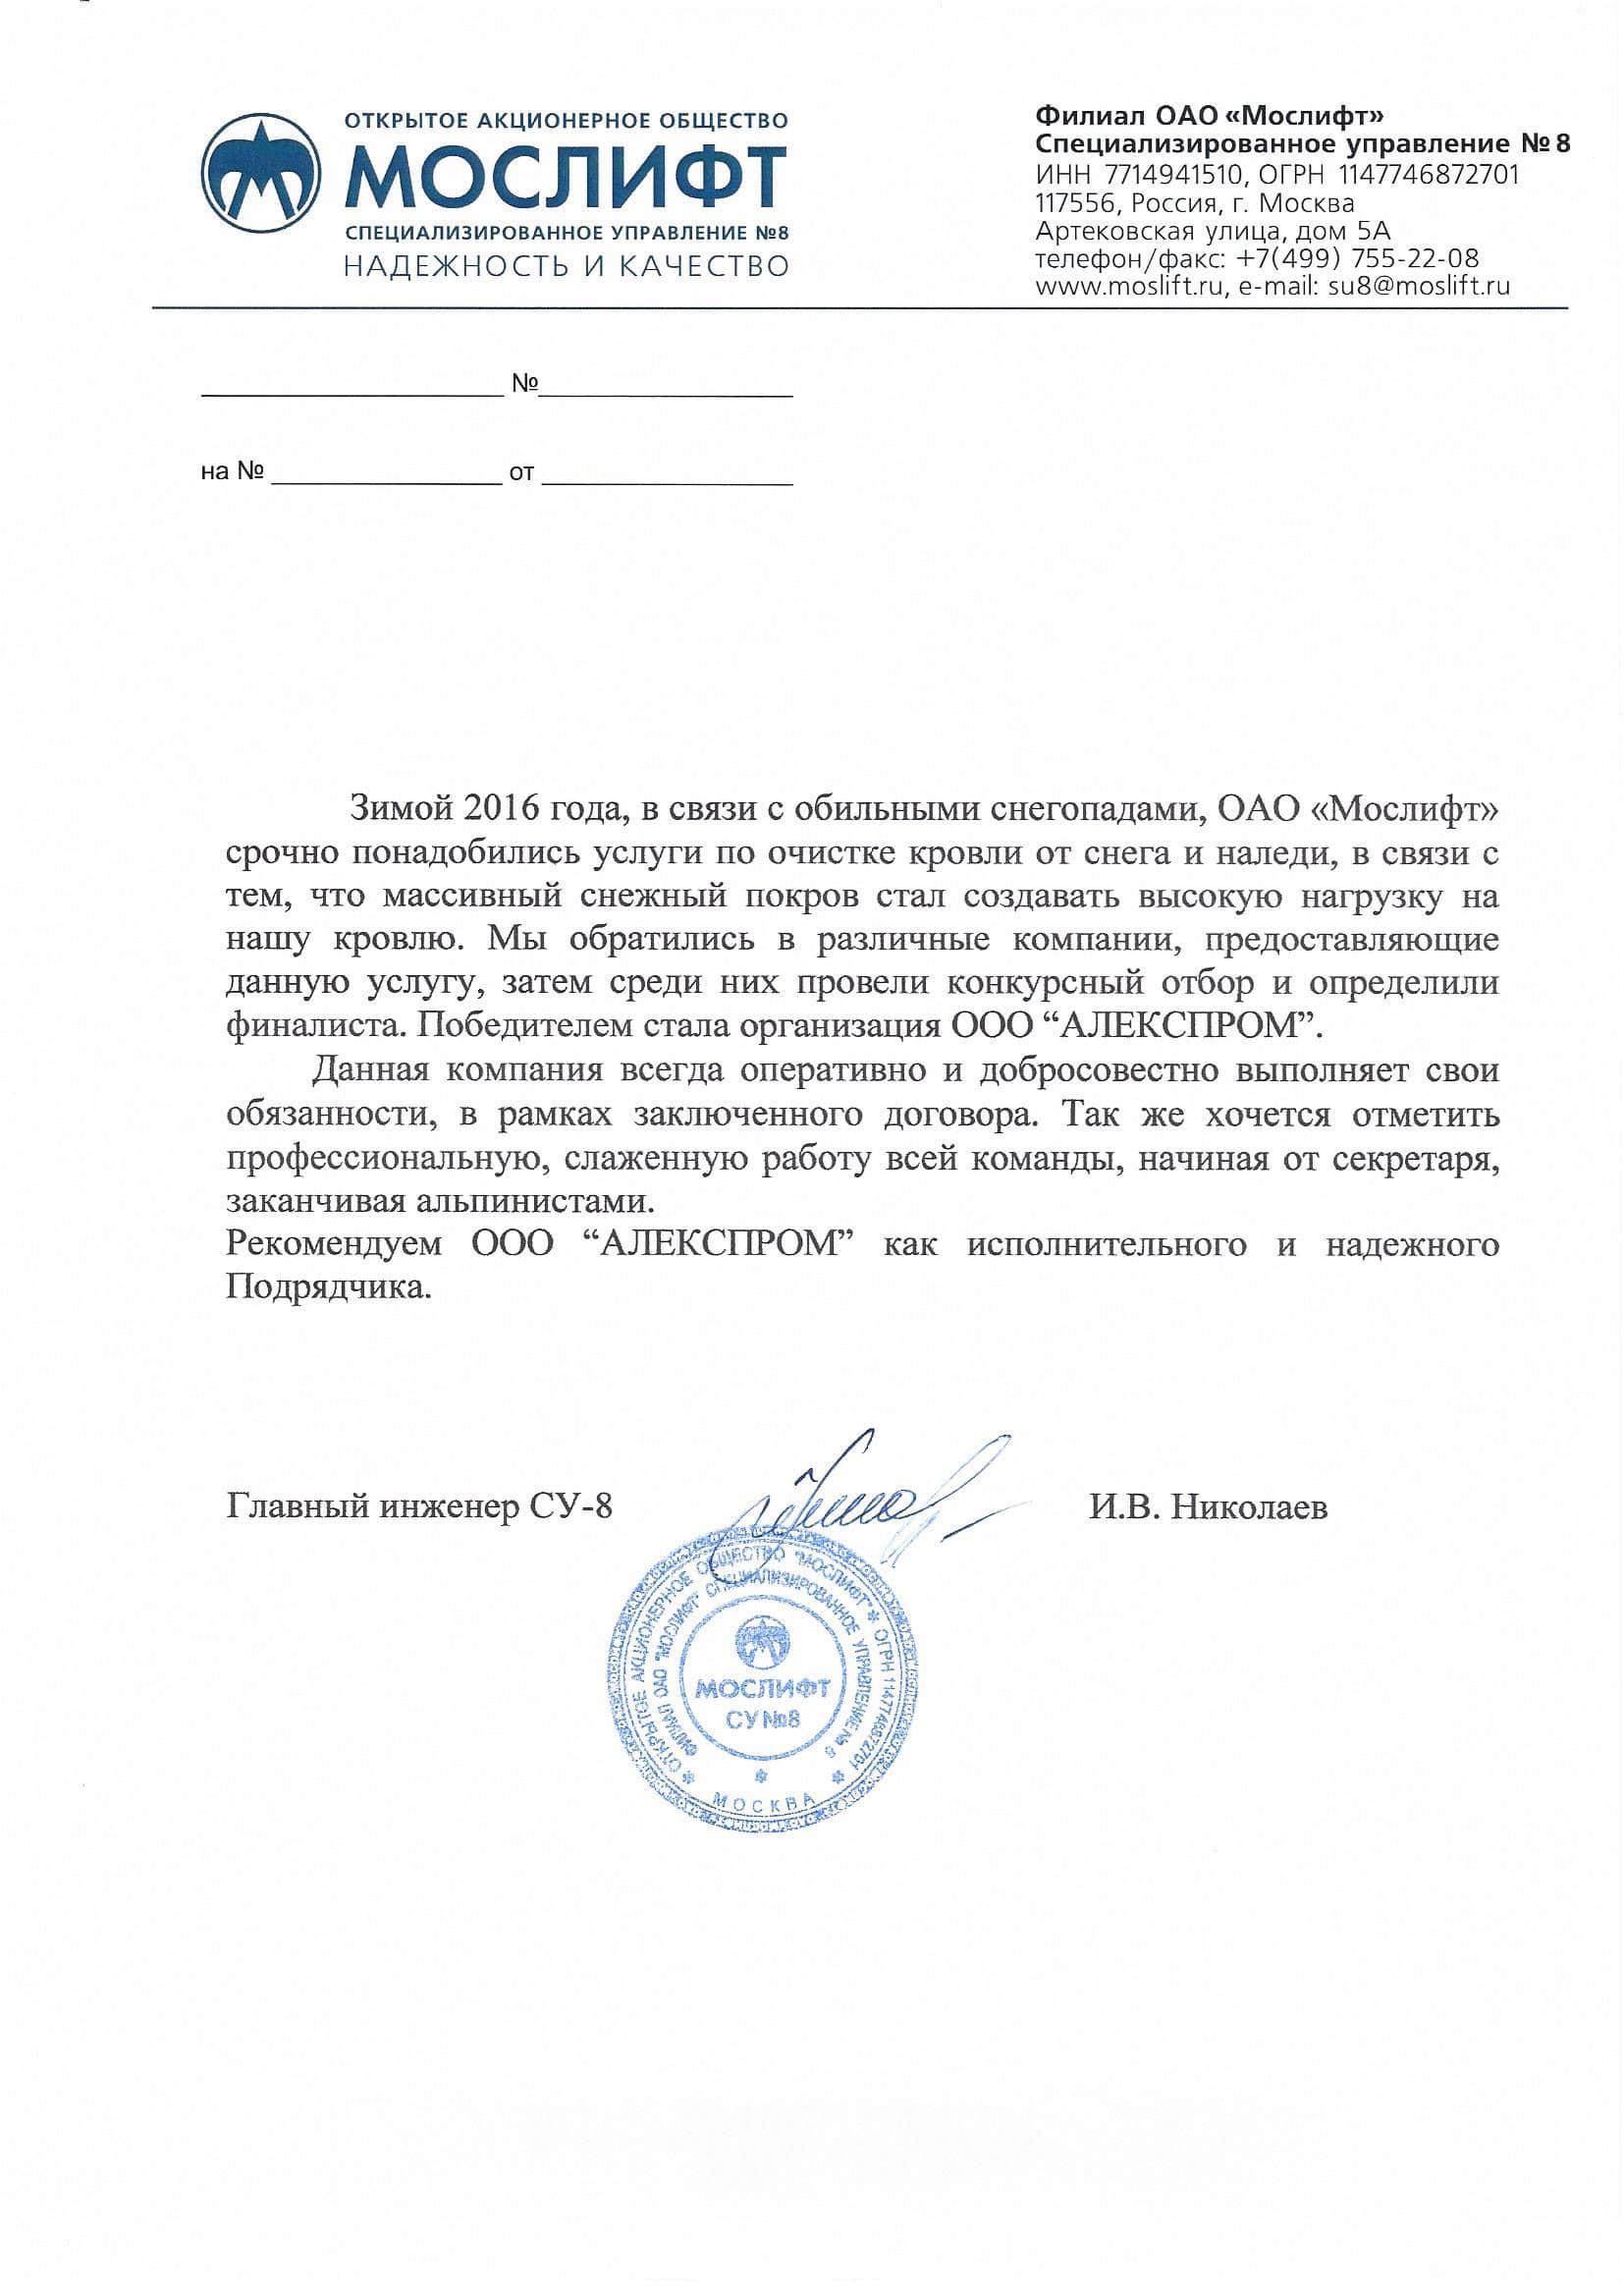 ОТКРЫТОЕ АКЦИОНЕРНОЕ ОБЩЕСТВО
МОСЛИФТ
СПЕЦИАЛИЗИРОВАННОЕ УПРАВЛЕНИЕ №8
НАДЕЖНОСТЬ И КАЧЕСТВО
Филиал ОАО «Мослифт»
Специализированное управление № 8
ИНН 7714941510, ОГРН 1147746872701
117556, Россия, г. Москва
Артековская улица, дом 5А
телефон/факс: +7(499) 755-22-08
www.moslift.ru, e-mail: su8@moslift.ru
№
на № от
Зимой 2016 года, в связи с обильными снегопадами, ОАО «Мослифт»
срочно понадобились услуги по очистке кровли от снега и наледи, в связи с
тем, что массивный снежный покров стал создавать высокую нагрузку на
нашу кровлю. Мы обратились в различные компании, предоставляющие
данную услугу, затем среди них провели конкурсный отбор и определили
финалиста. Победителем стала организация ООО “АЛЕКСПРОМ”.
Данная компания всегда оперативно и добросовестно выполняет свои
обязанности, в рамках заключенного договора. Так же хочется отметить
профессиональную, слаженную работу всей команды, начиная от секретаря,
заканчивая альпинистами.
Рекомендуем ООО “АЛЕКСПРОМ” как исполнительного и надежного
Подрядчика.
Главный инженер СУ-8 И.В. Николаев
ОТКРЫТОЕ АКЦИОНЕРНОЕ ОБЩЕСТВО "МОСЛИФТ" * ОГРН 1147746872701 *
ФИЛИАЛ ОАО "МОСЛИФТ" СПЕЦИАЛИЗИРОВАННОЕ УПРАВЛЕНИЕ № 8
МОСЛИФТ
СУ №8
МОСКВА